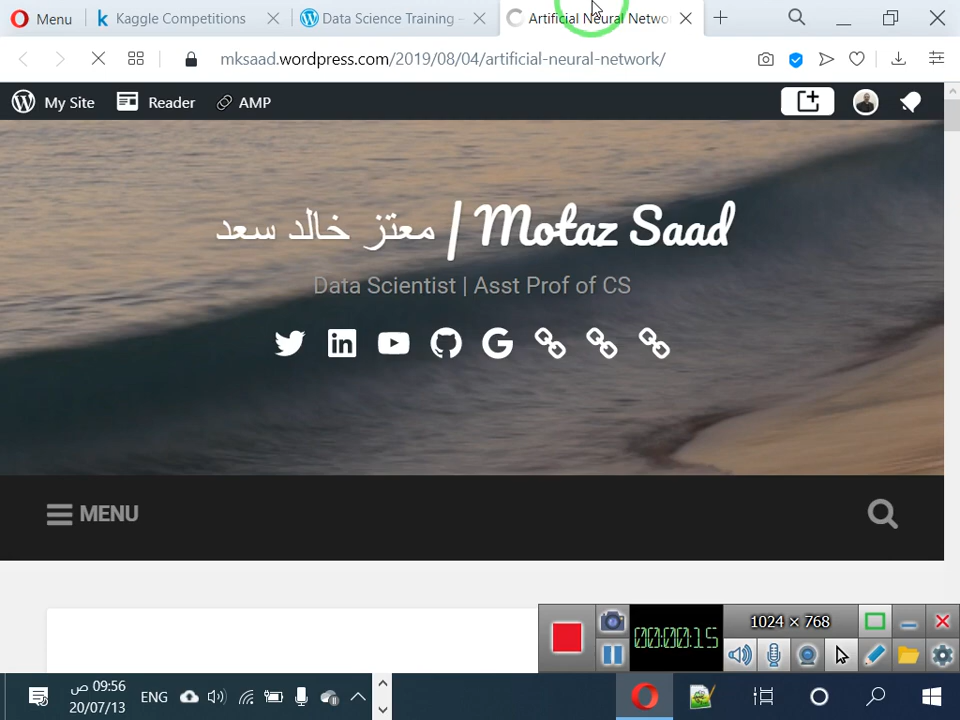 Menu
Kaggle Competitions
Data Science Training –
Artificial Neural Networ
mksaad.wordpress.com/2019/08/04/artificial-neural-network/
My Site
Reader
AMP
معتز خالد سعد | Motaz Saad
Data Scientist | Asst Prof of CS
MENU
00:00:15
1024 × 768
09:56 ص
20/07/13
ENG